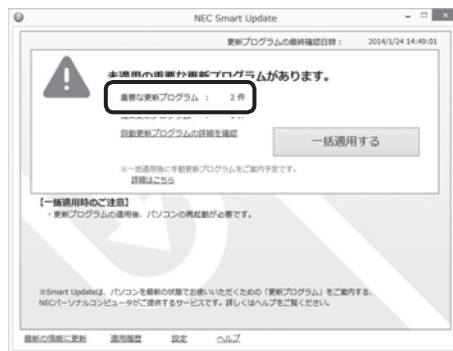 NEC Smart Update
更新プログラムの最終確認日時： 2014/1/24 14:49:01
未適用の重要な更新プログラムがあります。
重要な更新プログラム ： 2 件
自動更新プログラムの詳細を確認
一括適用する
※一括適用後に手動更新プログラムをご案内予定です。
詳細はこちら
【一括適用時のご注意】
・更新プログラムの適用後、パソコンの再起動が必要です。
※Smart Updateは、パソコンを最新の状態でお使いいただくための「更新プログラム」をご案内する、
NECパーソナルコンピュータがご提供するサービスです。詳しくはヘルプをご覧ください。
最新の情報に更新 適用履歴 設定 ヘルプ